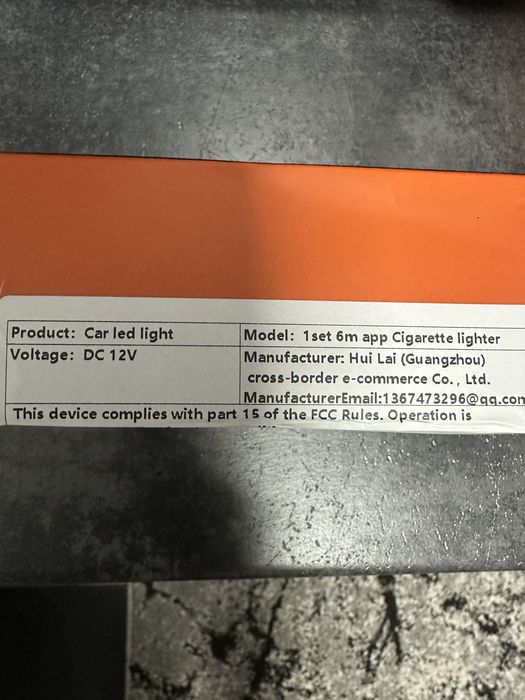 Product: Car led light
Model: 1set 6m app Cigarette lighter
Voltage: DC 12V
Manufacturer: Hui Lai (Guangzhou)
cross-border e-commerce Co., Ltd.
ManufacturerEmail:1367473296@qq.com
This device complies with part 15 of the FCC Rules. Operation is